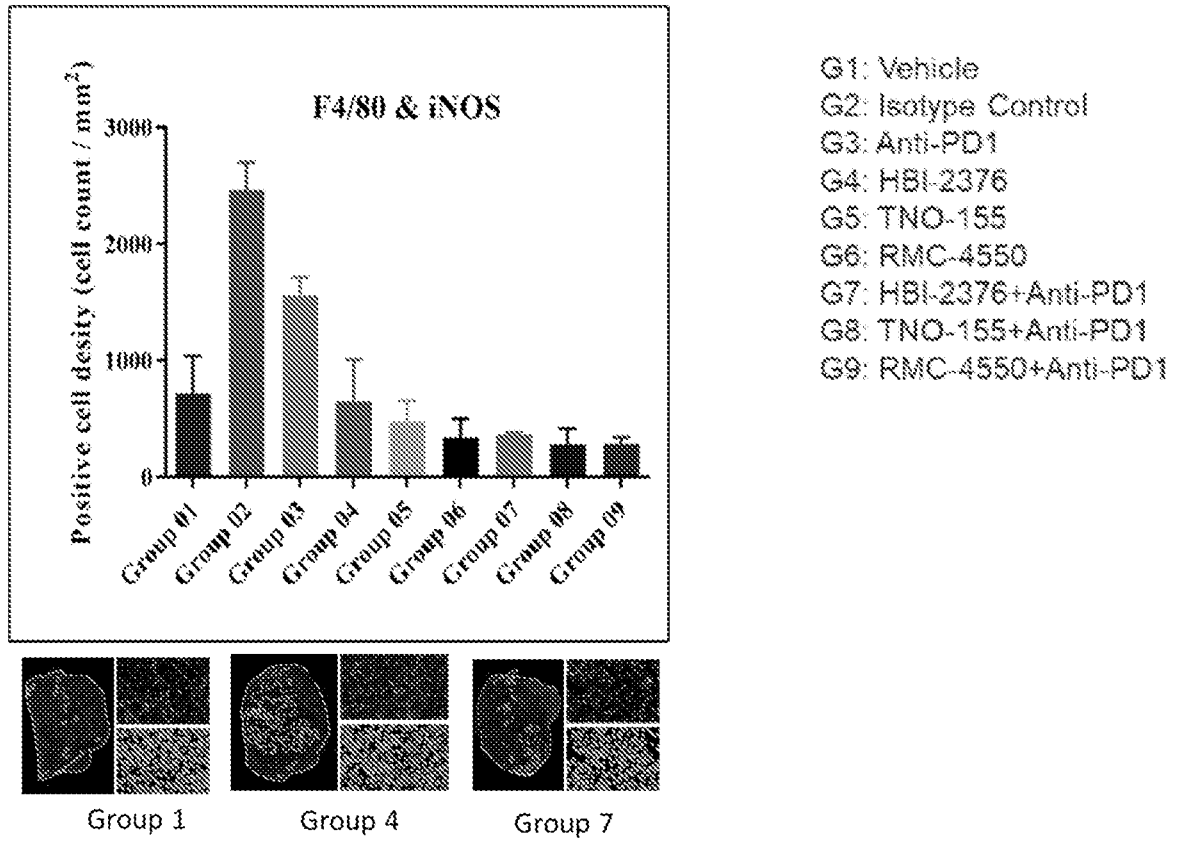 F4/80 & iNOS
Positive cell desity (cell count / mm²)
3000
2000
1000
0
Group 01
Group 02
Group 03
Group 04
Group 05
Group 06
Group 07
Group 08
Group 09
G1: Vehicle
G2: Isotype Control
G3: Anti-PD1
G4: HBI-2376
G5: TNO-155
G6: RMC-4550
G7: HBI-2376+Anti-PD1
G8: TNO-155+Anti-PD1
G9: RMC-4550+Anti-PD1
Group 1
Group 4
Group 7